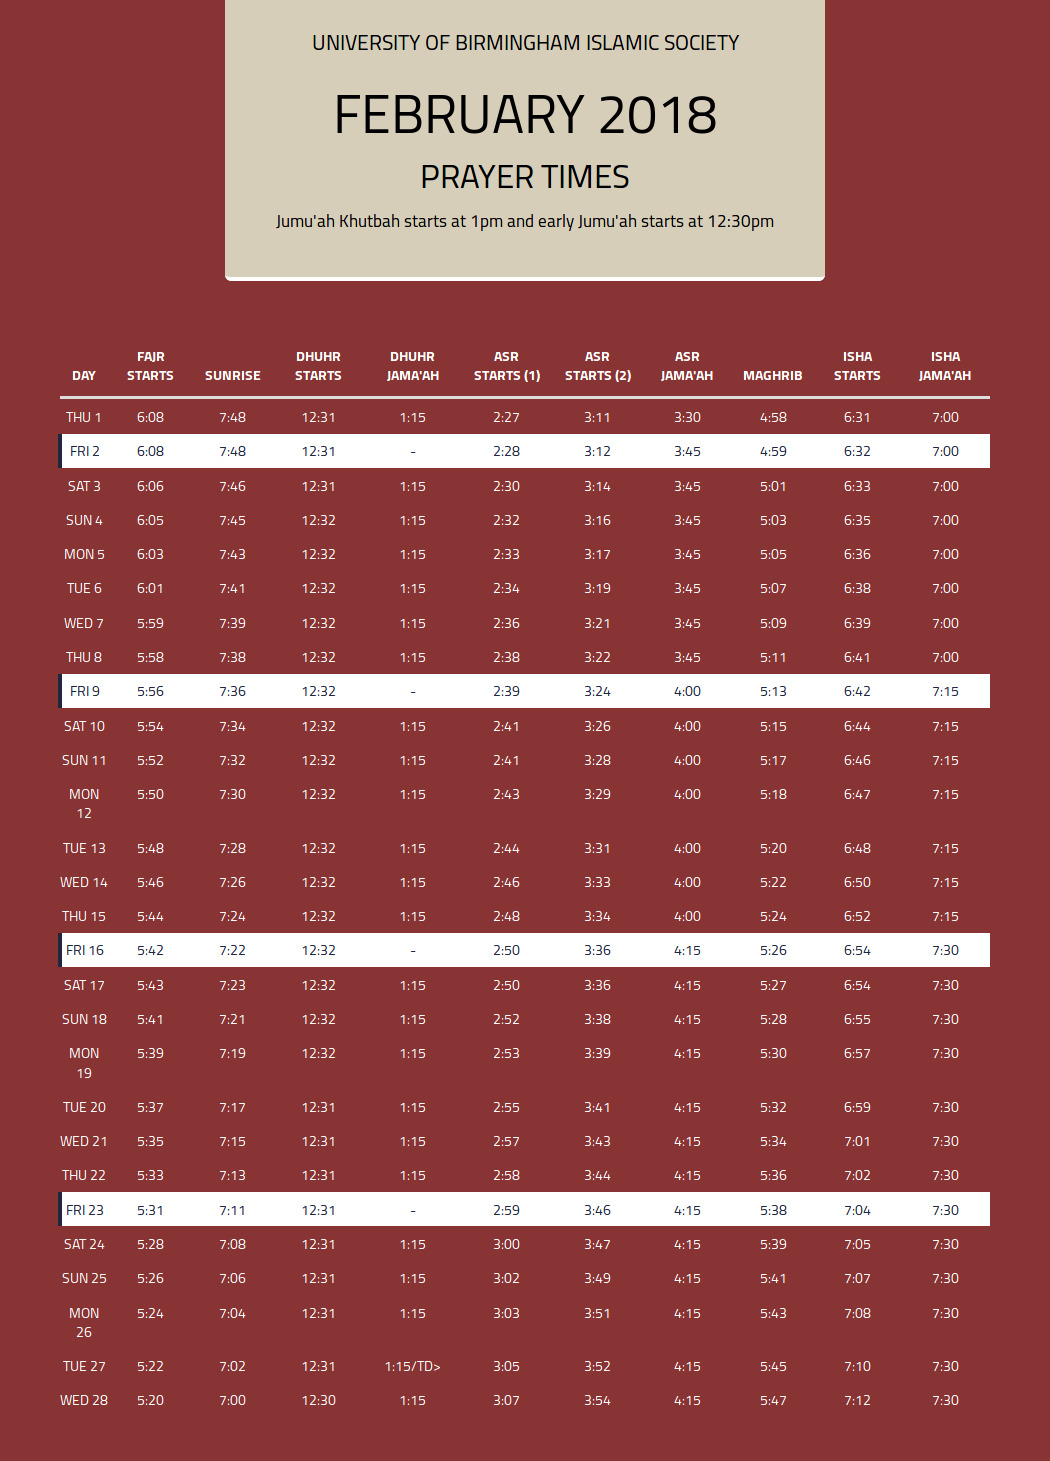 UNIVERSITY OF BIRMINGHAM ISLAMIC SOCIETY
FEBRUARY 2018
PRAYER TIMES
Jumu'ah Khutbah starts at 1pm and early Jumu'ah starts at 12:30pm
DAY FAJR STARTS SUNRISE DHUHR STARTS DHUHR JAMA'AH ASR STARTS (1) ASR STARTS (2) ASR JAMA'AH MAGHRIB ISHA STARTS ISHA JAMA'AH
THU 1 6:08 7:48 12:31 1:15 2:27 3:11 3:30 4:58 6:31 7:00
FRI 2 6:08 7:48 12:31 - 2:28 3:12 3:45 4:59 6:32 7:00
SAT 3 6:06 7:46 12:31 1:15 2:30 3:14 3:45 5:01 6:33 7:00
SUN 4 6:05 7:45 12:32 1:15 2:32 3:16 3:45 5:03 6:35 7:00
MON 5 6:03 7:43 12:32 1:15 2:33 3:17 3:45 5:05 6:36 7:00
TUE 6 6:01 7:41 12:32 1:15 2:34 3:19 3:45 5:07 6:38 7:00
WED 7 5:59 7:39 12:32 1:15 2:36 3:21 3:45 5:09 6:39 7:00
THU 8 5:58 7:38 12:32 1:15 2:38 3:22 3:45 5:11 6:41 7:00
FRI 9 5:56 7:36 12:32 - 2:39 3:24 4:00 5:13 6:42 7:15
SAT 10 5:54 7:34 12:32 1:15 2:41 3:26 4:00 5:15 6:44 7:15
SUN 11 5:52 7:32 12:32 1:15 2:41 3:28 4:00 5:17 6:46 7:15
MON 12 5:50 7:30 12:32 1:15 2:43 3:29 4:00 5:18 6:47 7:15
TUE 13 5:48 7:28 12:32 1:15 2:44 3:31 4:00 5:20 6:48 7:15
WED 14 5:46 7:26 12:32 1:15 2:46 3:33 4:00 5:22 6:50 7:15
THU 15 5:44 7:24 12:32 1:15 2:48 3:34 4:00 5:24 6:52 7:15
FRI 16 5:42 7:22 12:32 - 2:50 3:36 4:15 5:26 6:54 7:30
SAT 17 5:43 7:23 12:32 1:15 2:50 3:36 4:15 5:27 6:54 7:30
SUN 18 5:41 7:21 12:32 1:15 2:52 3:38 4:15 5:28 6:55 7:30
MON 19 5:39 7:19 12:32 1:15 2:53 3:39 4:15 5:30 6:57 7:30
TUE 20 5:37 7:17 12:31 1:15 2:55 3:41 4:15 5:32 6:59 7:30
WED 21 5:35 7:15 12:31 1:15 2:57 3:43 4:15 5:34 7:01 7:30
THU 22 5:33 7:13 12:31 1:15 2:58 3:44 4:15 5:36 7:02 7:30
FRI 23 5:31 7:11 12:31 - 2:59 3:46 4:15 5:38 7:04 7:30
SAT 24 5:28 7:08 12:31 1:15 3:00 3:47 4:15 5:39 7:05 7:30
SUN 25 5:26 7:06 12:31 1:15 3:02 3:49 4:15 5:41 7:07 7:30
MON 26 5:24 7:04 12:31 1:15 3:03 3:51 4:15 5:43 7:08 7:30
TUE 27 5:22 7:02 12:31 1:15/TD> 3:05 3:52 4:15 5:45 7:10 7:30
WED 28 5:20 7:00 12:30 1:15 3:07 3:54 4:15 5:47 7:12 7:30